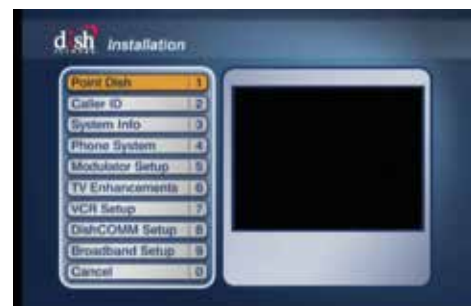 dish Installation
NETWORK
Point Dish 1
Caller ID 2
System Info 3
Phone System 4
Modulator Setup 5
TV Enhancements 6
VCR Setup 7
DishCOMM Setup 8
Broadband Setup 9
Cancel 0